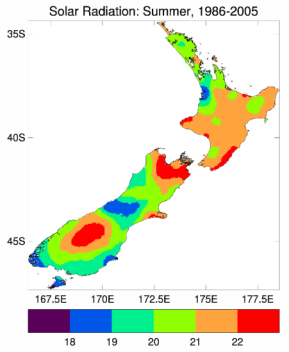 Solar Radiation: Summer, 1986-2005
35S
40S
45S
167.5E 170E 172.5E 175E 177.5E
18 19 20 21 22